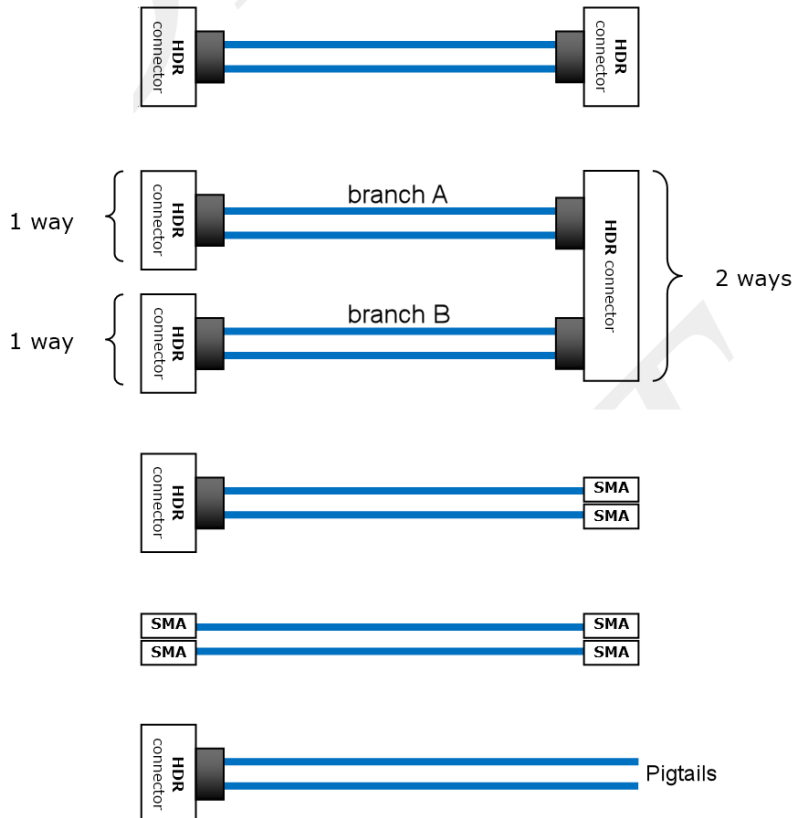 HDR
connector
HDR
connector
branch A
HDR
connector
1 way
HDR connector
2 ways
branch B
HDR
connector
1 way
HDR
connector
SMA
SMA
SMA
SMA
SMA
SMA
HDR
connector
Pigtails